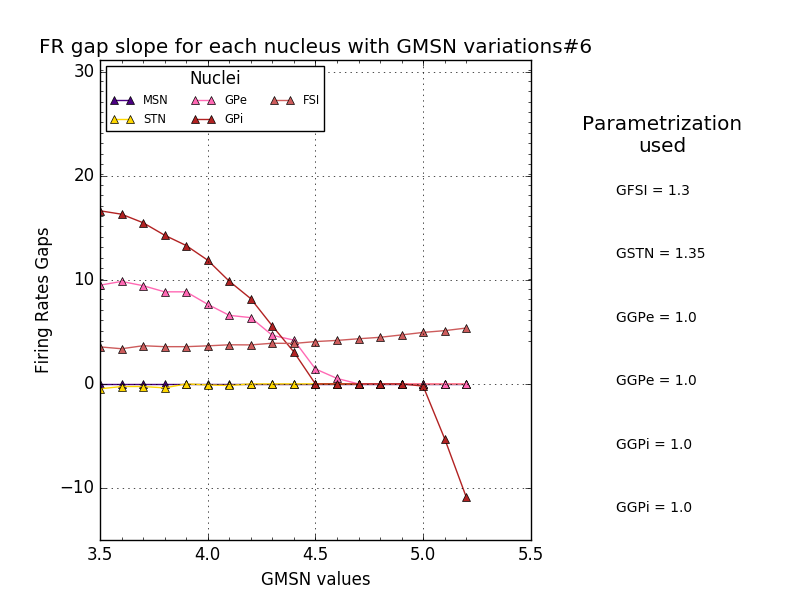 FR gap slope for each nucleus with GMSN variations#6
Nuclei
MSN
GPe
FSI
STN
GPi
30
20
10
0
−10
Firing Rates Gaps
3.5
4.0
4.5
5.0
5.5
GMSN values
Parametrization
used
GFSI = 1.3
GSTN = 1.35
GGPe = 1.0
GGPe = 1.0
GGPi = 1.0
GGPi = 1.0